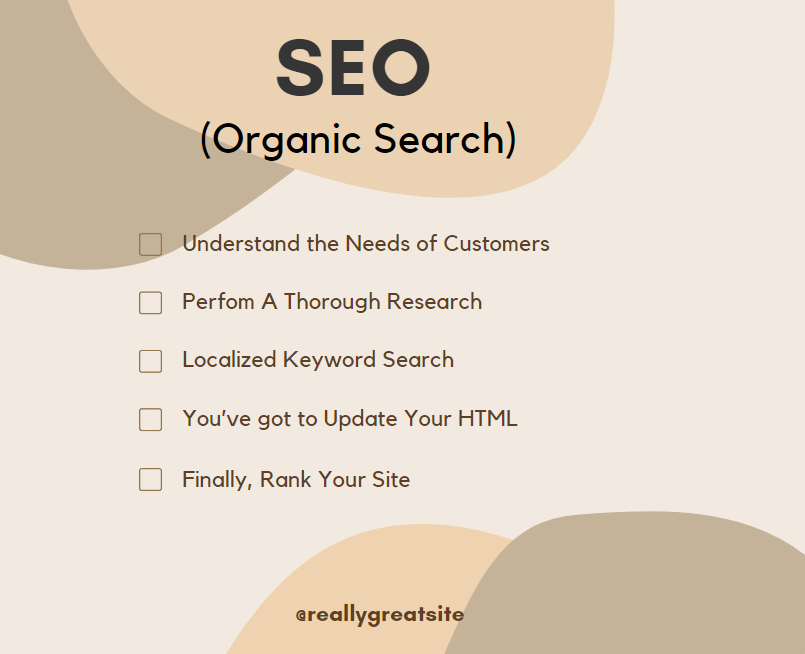 SEO
(Organic Search)
Understand the Needs of Customers
Perfom A Thorough Research
Localized Keyword Search
You've got to Update Your HTML
Finally, Rank Your Site
@reallygreatsite